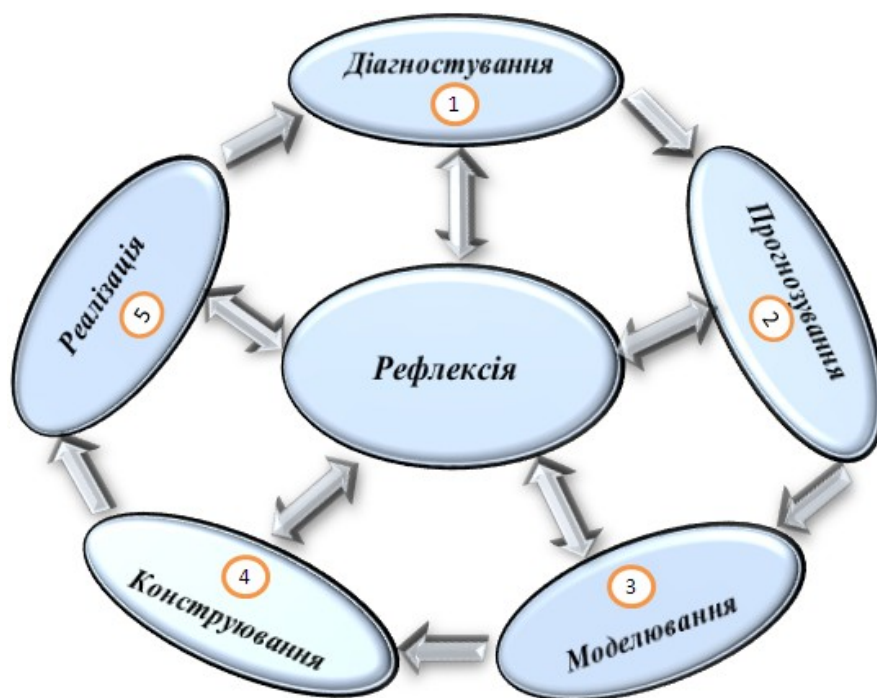 Діагностування
1
Прогнозування
2
Моделювання
3
Конструювання
4
Реалізація
5
Рефлексія